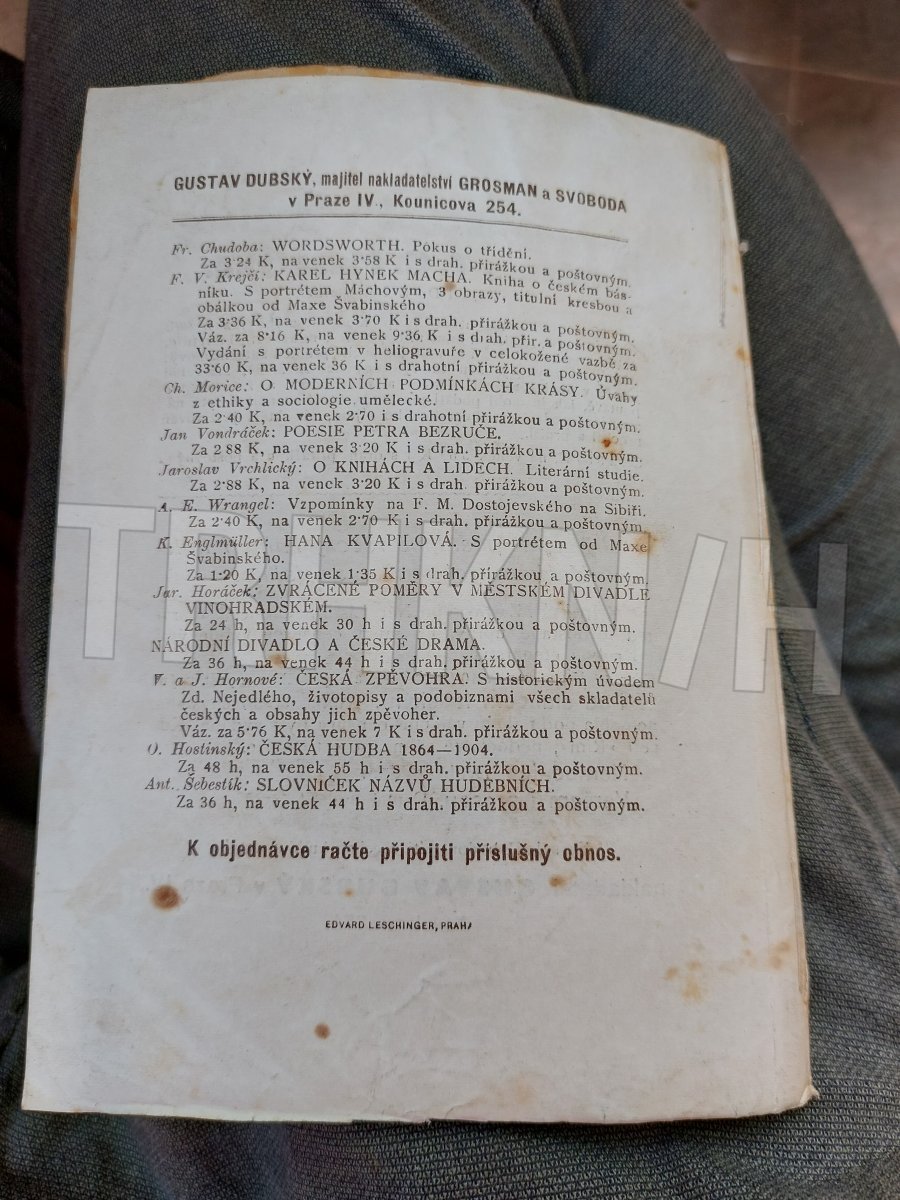 GUSTAV DUBSKÝ, majitel nakladatelství GROSMAN a SVOBODA
v Praze IV., Kounicova 254.
Fr. Chudoba: WORDSWORTH. Pokus o třídění.
Za 3·24 K, na venek 3·58 K i s drah. přirážkou a poštovným.
F. V. Krejčí: KAREL HYNEK MÁCHA. Kniha o českém bás-
níku. S portrétem Máchovým, 3 obrazy, titulní kresbou a
obálkou od Maxe Švabinského
Za 3·36 K, na venek 3·70 K i s drah. přirážkou a poštovným.
Váz. za 8·16 K, na venek 9·36 K i s drah. přir. a poštovným.
Vydání s portrétem v heliogravuře v celokožené vazbě za
33·60 K, na venek 36 K i s drahotní přirážkou a poštovným.
Ch. Morice: O MODERNÍCH PODMÍNKÁCH KRÁSY. Úvahy
z ethiky a sociologie umělecké.
Za 2·40 K, na venek 2·70 i s drahotní přirážkou a poštovným.
Jan Vondráček: POESIE PETRA BEZRUČE.
Za 2 88 K, na venek 3·20 K i s drah. přirážkou a poštovným.
Jaroslav Vrchlický: O KNIHÁCH A LIDECH. Literární studie.
Za 2·88 K, na venek 3·20 K i s drah. přirážkou a poštovným.
A. E. Wrangel: Vzpomínky na F. M. Dostojevského na Sibiři.
Za 2·40 K, na venek 2·70 K i s drah. přirážkou a poštovným.
K. Englmüller: HANA KVAPILOVÁ. S portrétem od Maxe
Švabinského.
Za 1·20 K, na venek 1·35 K i s drah. přirážkou a poštovným.
Jar. Horáček: ZVRÁCENÉ POMĚRY V MĚSTSKÉM DIVADLE
VINOHRADSKÉM.
Za 24 h, na venek 30 h i s drah. přirážkou a poštovným.
NÁRODNÍ DIVADLO A ČESKÉ DRAMA.
Za 36 h, na venek 44 h i s drah. přirážkou a poštovným.
V. a J. Hornové: ČESKÁ ZPĚVOHRA. S historickým úvodem
Zd. Nejedlého, životopisy a podobiznami všech skladatelů
českých a obsahy jich zpěvoher.
Váz. za 5·76 K, na venek 7 K i s drah. přirážkou a poštovným.
O. Hostinský: ČESKÁ HUDBA 1864—1904.
Za 48 h, na venek 55 h i s drah. přirážkou a poštovným.
Ant. Šebestík: SLOVNÍČEK NÁZVŮ HUDEBNÍCH.
Za 36 h, na venek 44 h i s drah. přirážkou a poštovným.
K objednávce račte připojiti příslušný obnos.
EDVARD LESCHINGER, PRAHA